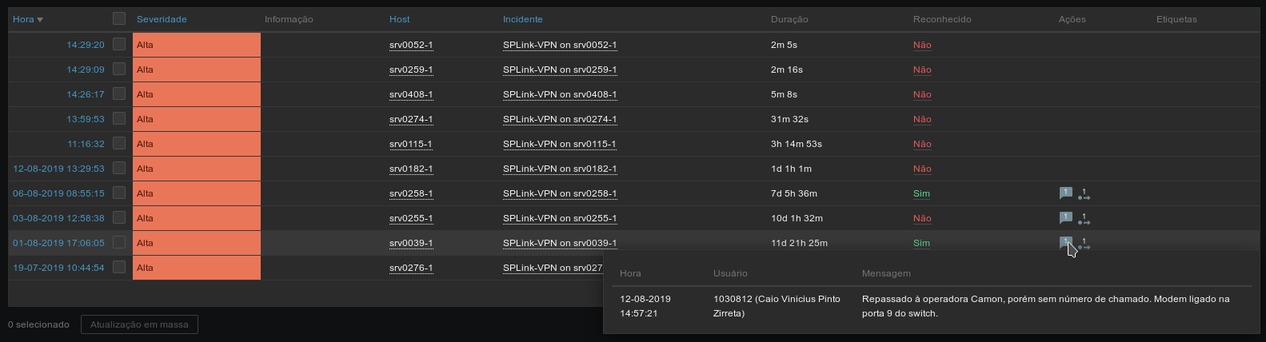 Hora ▼ Severidade Informação Host Incidente Duração Reconhecido Ações Etiquetas
14:29:20 Alta srv0052-1 SPLink-VPN on srv0052-1 2m 5s Não
14:29:09 Alta srv0259-1 SPLink-VPN on srv0259-1 2m 16s Não
14:26:17 Alta srv0408-1 SPLink-VPN on srv0408-1 5m 8s Não
13:59:53 Alta srv0274-1 SPLink-VPN on srv0274-1 31m 32s Não
11:16:32 Alta srv0115-1 SPLink-VPN on srv0115-1 3h 14m 53s Não
12-08-2019 13:29:53 Alta srv0182-1 SPLink-VPN on srv0182-1 1d 1h 1m Não
06-08-2019 08:55:15 Alta srv0258-1 SPLink-VPN on srv0258-1 7d 5h 36m Sim 1 1
03-08-2019 12:58:38 Alta srv0255-1 SPLink-VPN on srv0255-1 10d 1h 32m Não 1 1
01-08-2019 17:06:05 Alta srv0039-1 SPLink-VPN on srv0039-1 11d 21h 25m Sim 1 1
19-07-2019 10:44:54 Alta srv0276-1 SPLink-VPN on srv027
Hora Usuário Mensagem
12-08-2019 1030812 (Caio Vinicius Pinto Repassado à operadora Camon, porém sem número de chamado. Modem ligado na
14:57:21 Zirreta) porta 9 do switch.
0 selecionado Atualização em massa